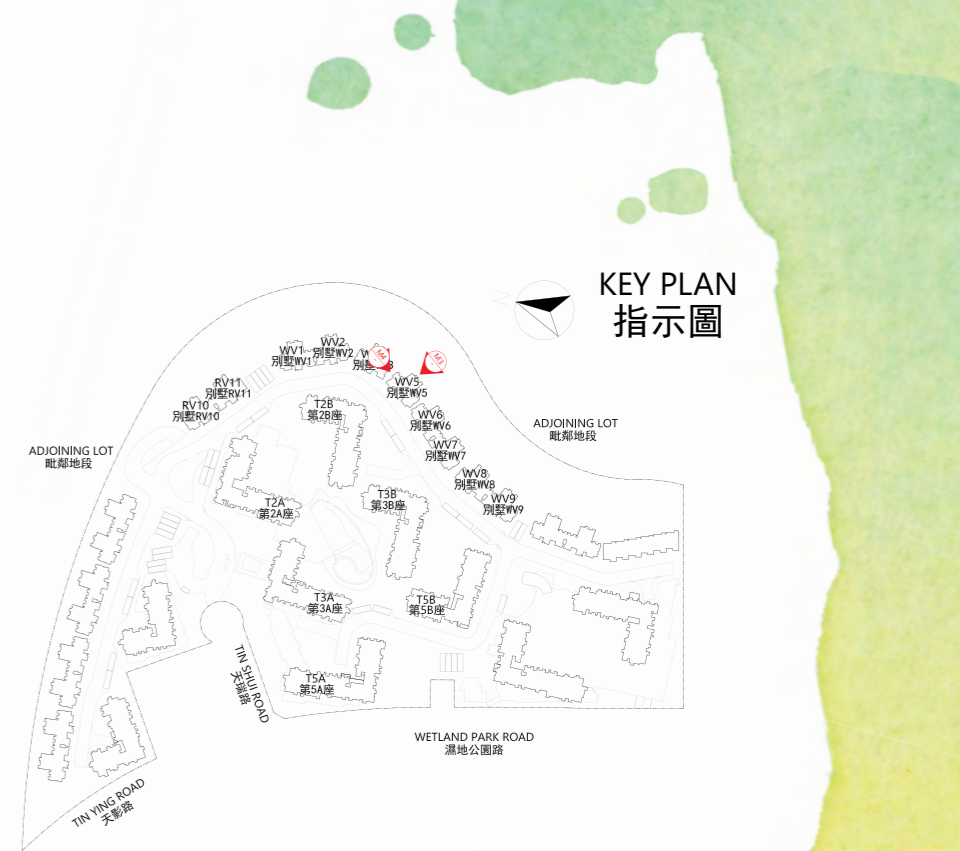 KEY PLAN
指示圖
N
WV2
別墅WV2
WV1
別墅WV1
M4
M3
WV5
別墅WV5
RV11
別墅RV11
RV10
別墅RV10
T2B
第2B座
WV6
別墅WV6
ADJOINING LOT
毗鄰地段
WV7
別墅WV7
ADJOINING LOT
毗鄰地段
WV8
別墅WV8
WV9
別墅WV9
T3B
第3B座
T2A
第2A座
T3A
第3A座
T5B
第5B座
T5A
第5A座
TIN SHUI ROAD
天瑞路
WETLAND PARK ROAD
濕地公園路
TIN YING ROAD
天影路